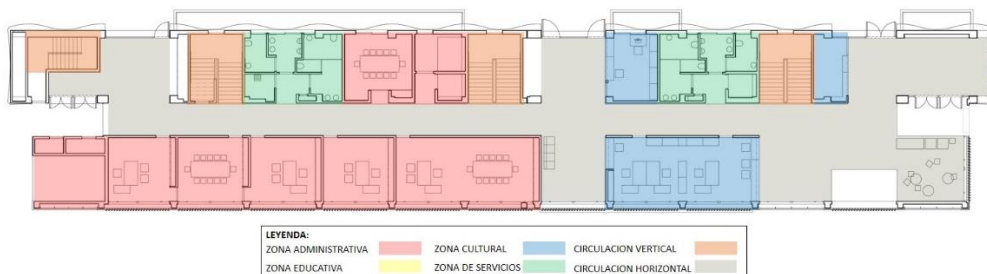 LEYENDA:
ZONA ADMINISTRATIVA ZONA CULTURAL CIRCULACION VERTICAL
ZONA EDUCATIVA ZONA DE SERVICIOS CIRCULACION HORIZONTAL